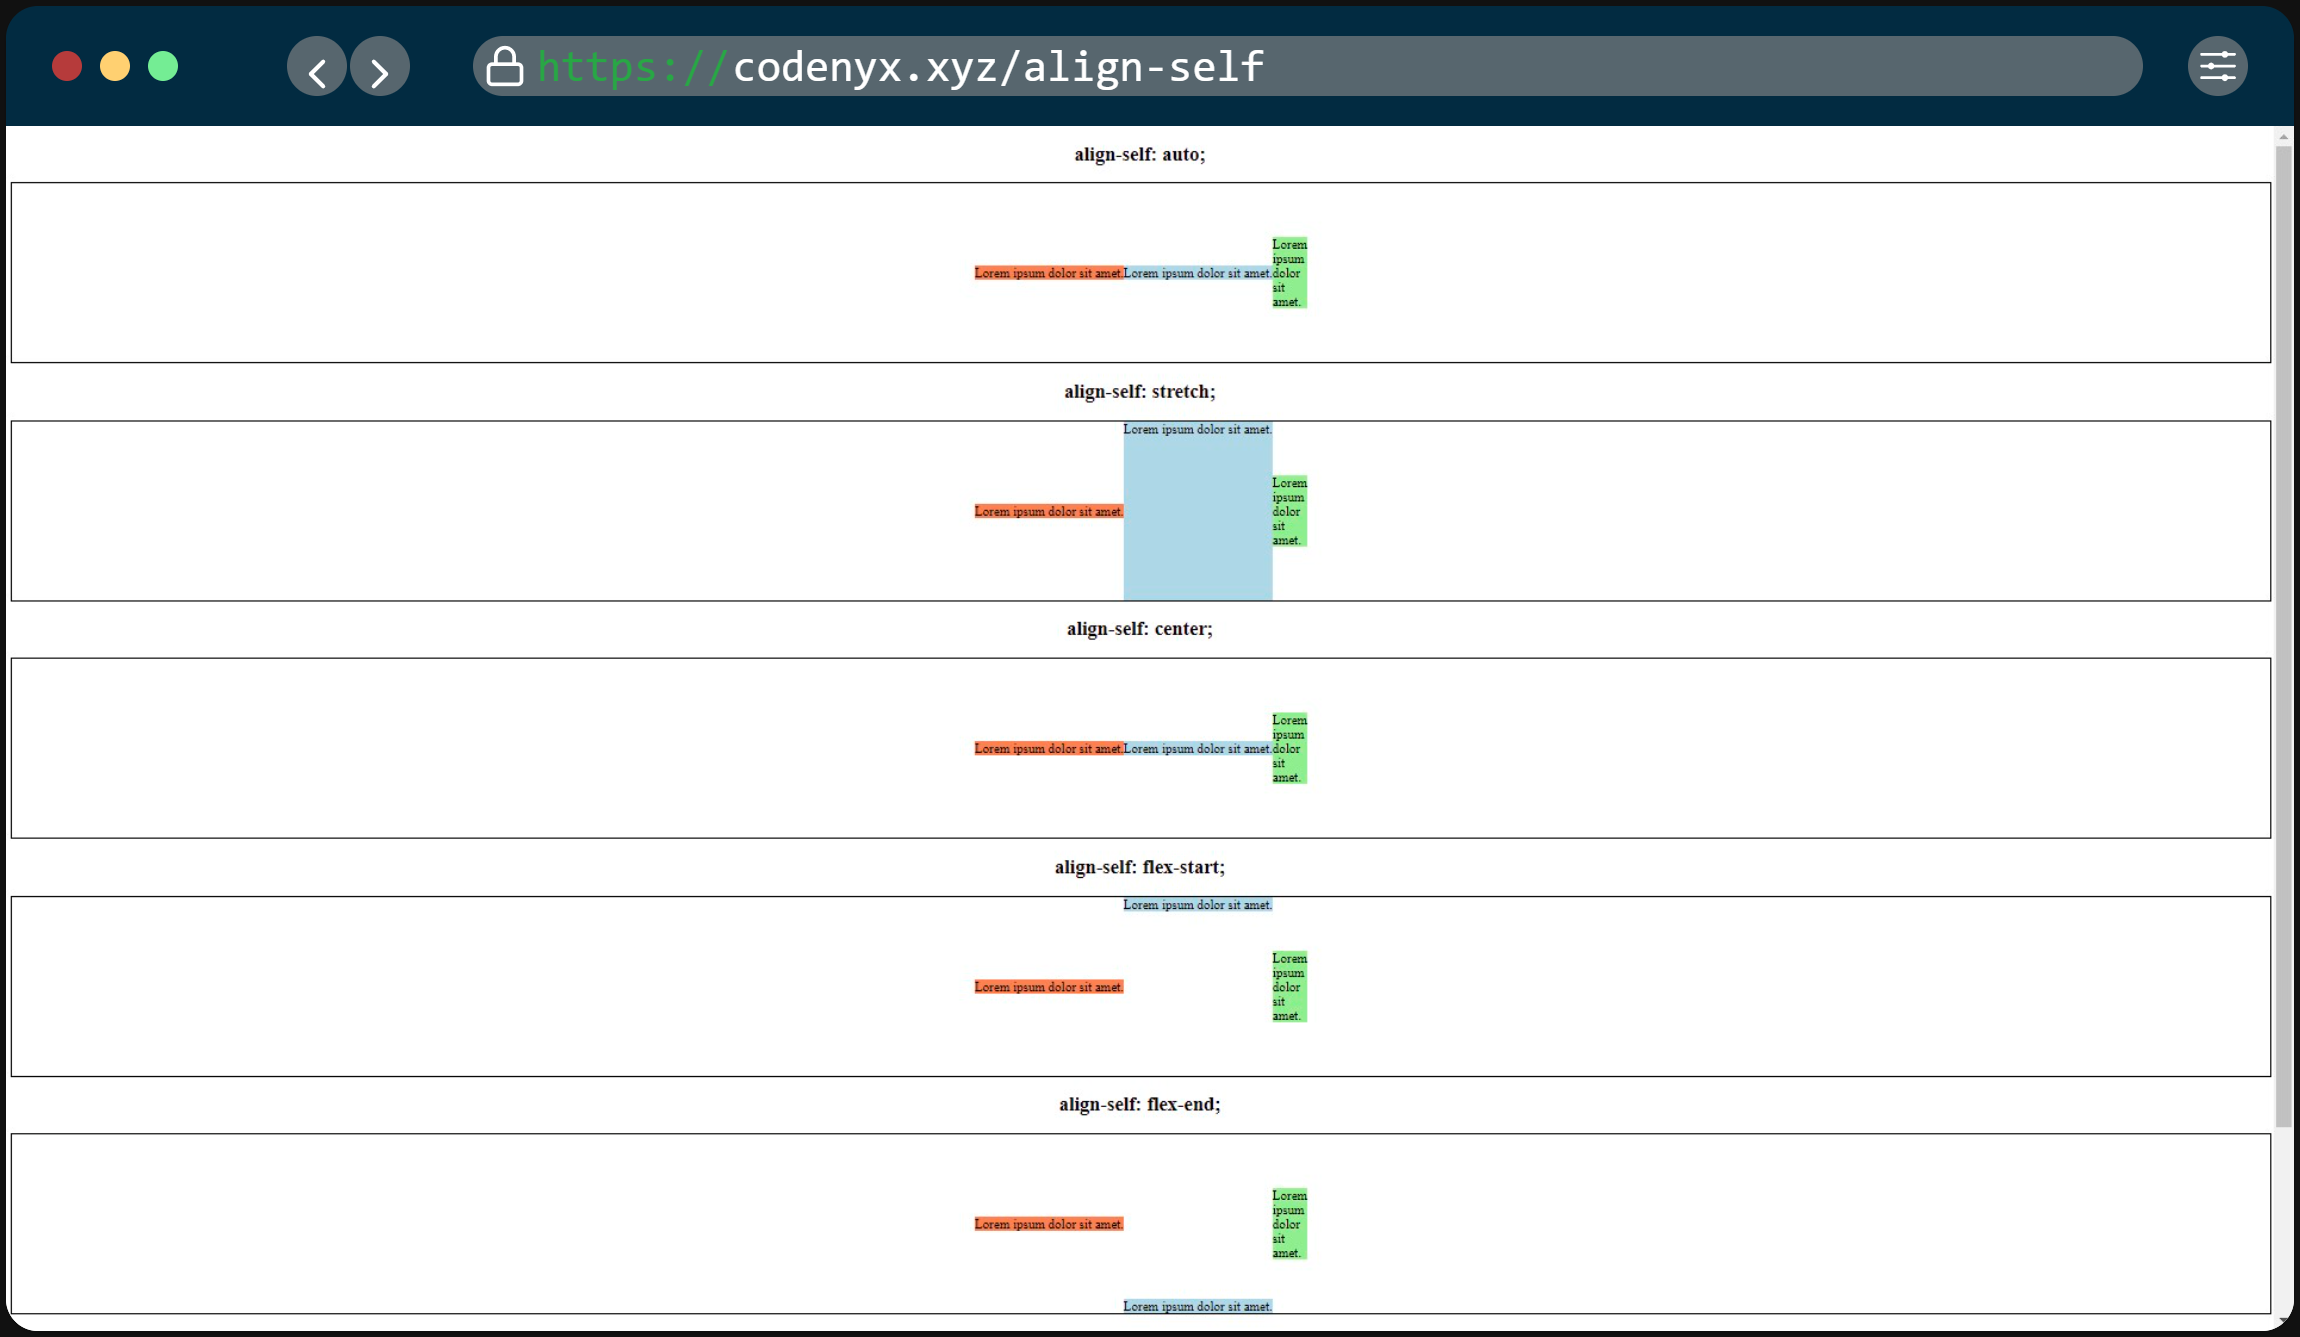 https://codenyx.xyz/align-self
align-self: auto;
Lorem ipsum dolor sit amet.
Lorem ipsum dolor sit amet.
Lorem
ipsum
dolor
sit
amet.
align-self: stretch;
Lorem ipsum dolor sit amet.
Lorem ipsum dolor sit amet.
Lorem
ipsum
dolor
sit
amet.
align-self: center;
Lorem ipsum dolor sit amet.
Lorem ipsum dolor sit amet.
Lorem
ipsum
dolor
sit
amet.
align-self: flex-start;
Lorem ipsum dolor sit amet.
Lorem ipsum dolor sit amet.
Lorem
ipsum
dolor
sit
amet.
align-self: flex-end;
Lorem ipsum dolor sit amet.
Lorem
ipsum
dolor
sit
amet.
Lorem ipsum dolor sit amet.